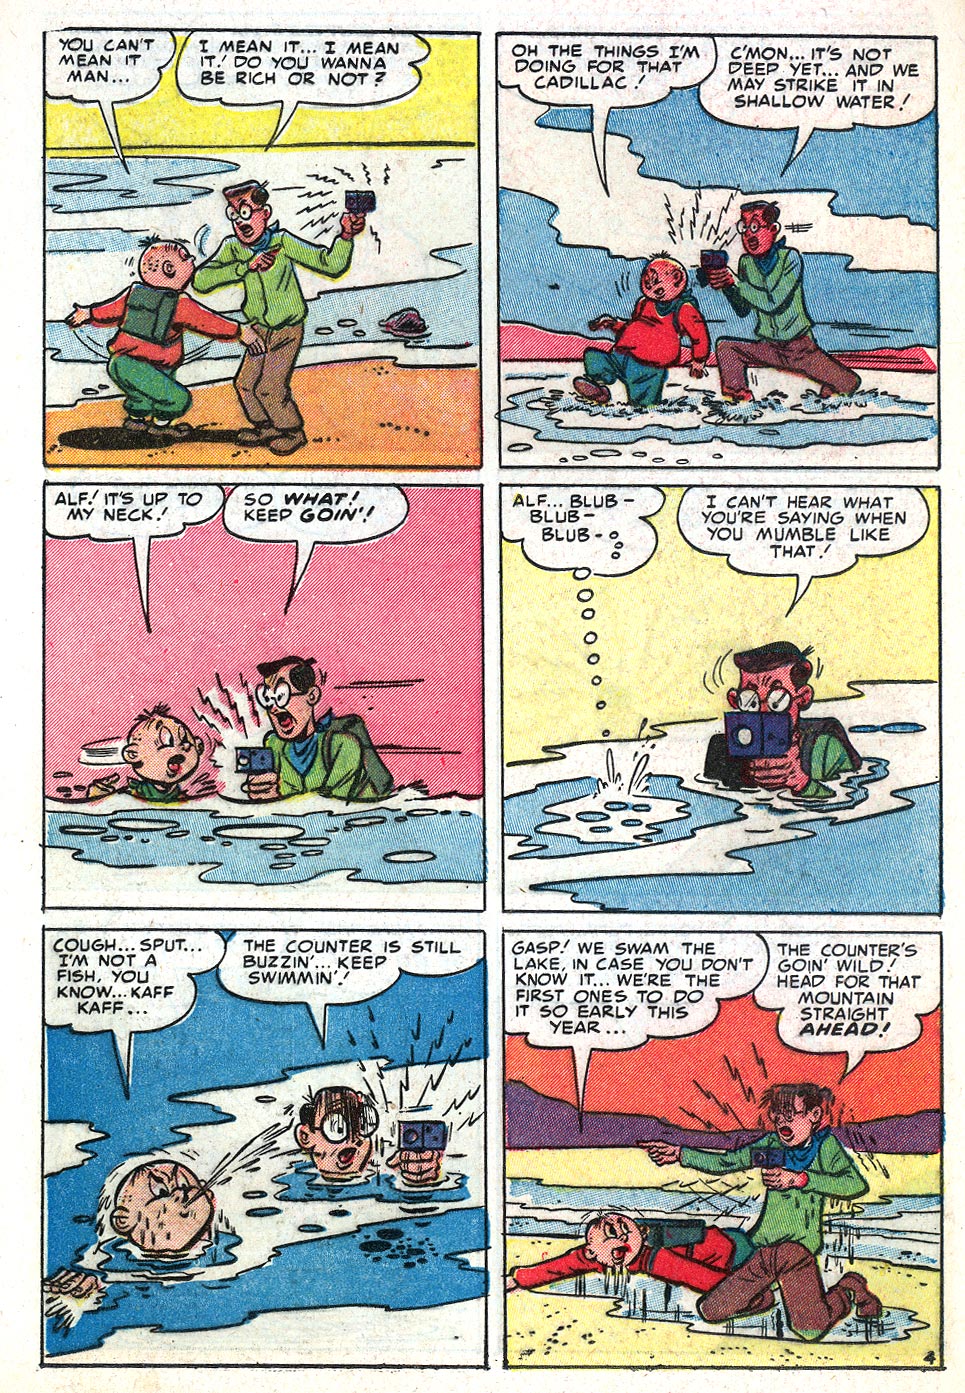 YOU CAN'T
MEAN IT
MAN...
I MEAN IT... I MEAN
IT! DO YOU WANNA
BE RICH OR NOT?
OH THE THINGS I'M
DOING FOR THAT
CADILLAC!
C'MON... IT'S NOT
DEEP YET... AND WE
MAY STRIKE IT IN
SHALLOW WATER!
ALF! IT'S UP TO
MY NECK!
SO WHAT!
KEEP GOIN'!
ALF... BLUB-
BLUB-
BLUB-
I CAN'T HEAR WHAT
YOU'RE SAYING WHEN
YOU MUMBLE LIKE
THAT!
COUGH... SPUT...
I'M NOT A
FISH, YOU
KNOW... KAFF
KAFF...
THE COUNTER IS STILL
BUZZIN'... KEEP
SWIMMIN'!
GASP! WE SWAM THE
LAKE, IN CASE YOU DON'T
KNOW IT... WE'RE THE
FIRST ONES TO DO
IT SO EARLY THIS
YEAR...
THE COUNTER'S
GOIN' WILD!
HEAD FOR THAT
MOUNTAIN
STRAIGHT
AHEAD!
4